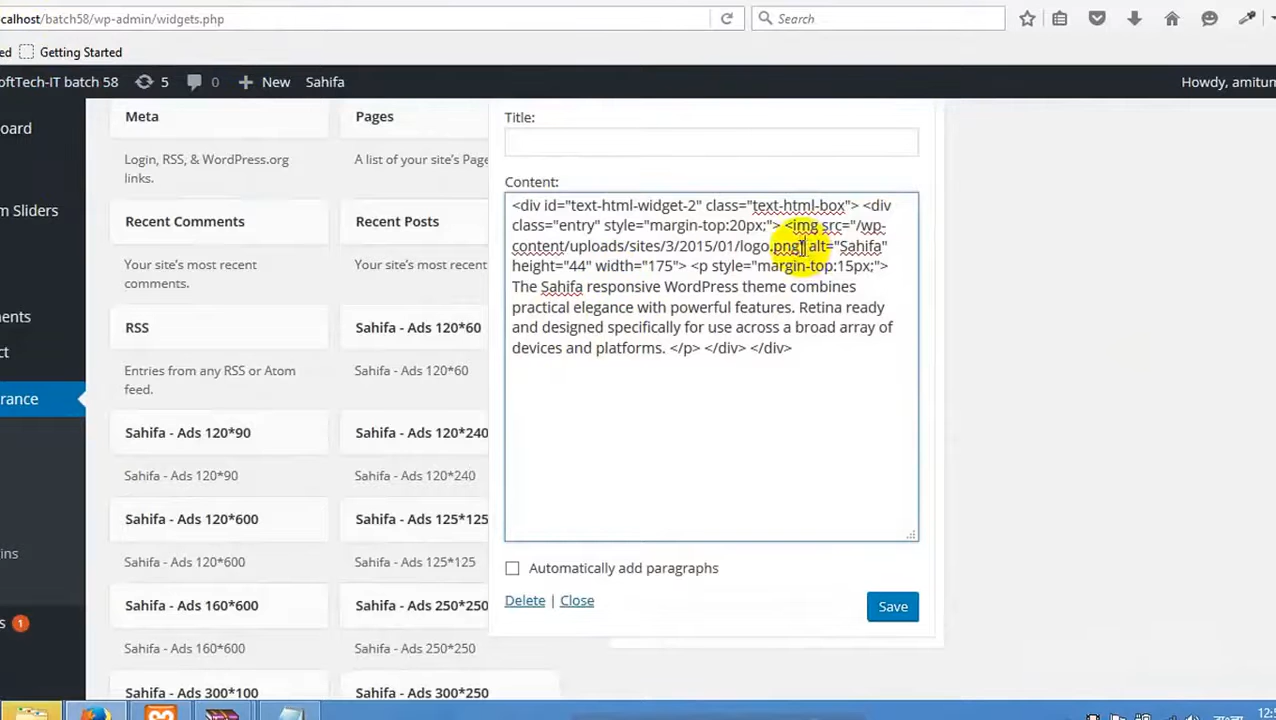 calhost/batch58/wp-admin/widgets.php
Search
ed Getting Started
oftTech-IT batch 58 5 0 New Sahifa Howdy, amitum
oard
m Sliders
ments
ct
rance
ins
s 1
Meta
Login, RSS, & WordPress.org
links.
Pages
A list of your site's Page
Recent Comments
Your site's most recent
comments.
Recent Posts
Your site's most recent
RSS
Entries from any RSS or Atom
feed.
Sahifa - Ads 120*60
Sahifa - Ads 120*60
Sahifa - Ads 120*90
Sahifa - Ads 120*90
Sahifa - Ads 120*240
Sahifa - Ads 120*240
Sahifa - Ads 120*600
Sahifa - Ads 120*600
Sahifa - Ads 125*125
Sahifa - Ads 125*125
Sahifa - Ads 160*600
Sahifa - Ads 160*600
Sahifa - Ads 250*250
Sahifa - Ads 250*250
Sahifa - Ads 300*100
Sahifa - Ads 300*250
Title:
Content:
<div id="text-html-widget-2" class="text-html-box"> <div
class="entry" style="margin-top:20px;"> <img src="/wp-
content/uploads/sites/3/2015/01/logo.png" alt="Sahifa"
height="44" width="175"> <p style="margin-top:15px;">
The Sahifa responsive WordPress theme combines
practical elegance with powerful features. Retina ready
and designed specifically for use across a broad array of
devices and platforms. </p> </div> </div>
Automatically add paragraphs
Delete | Close
Save